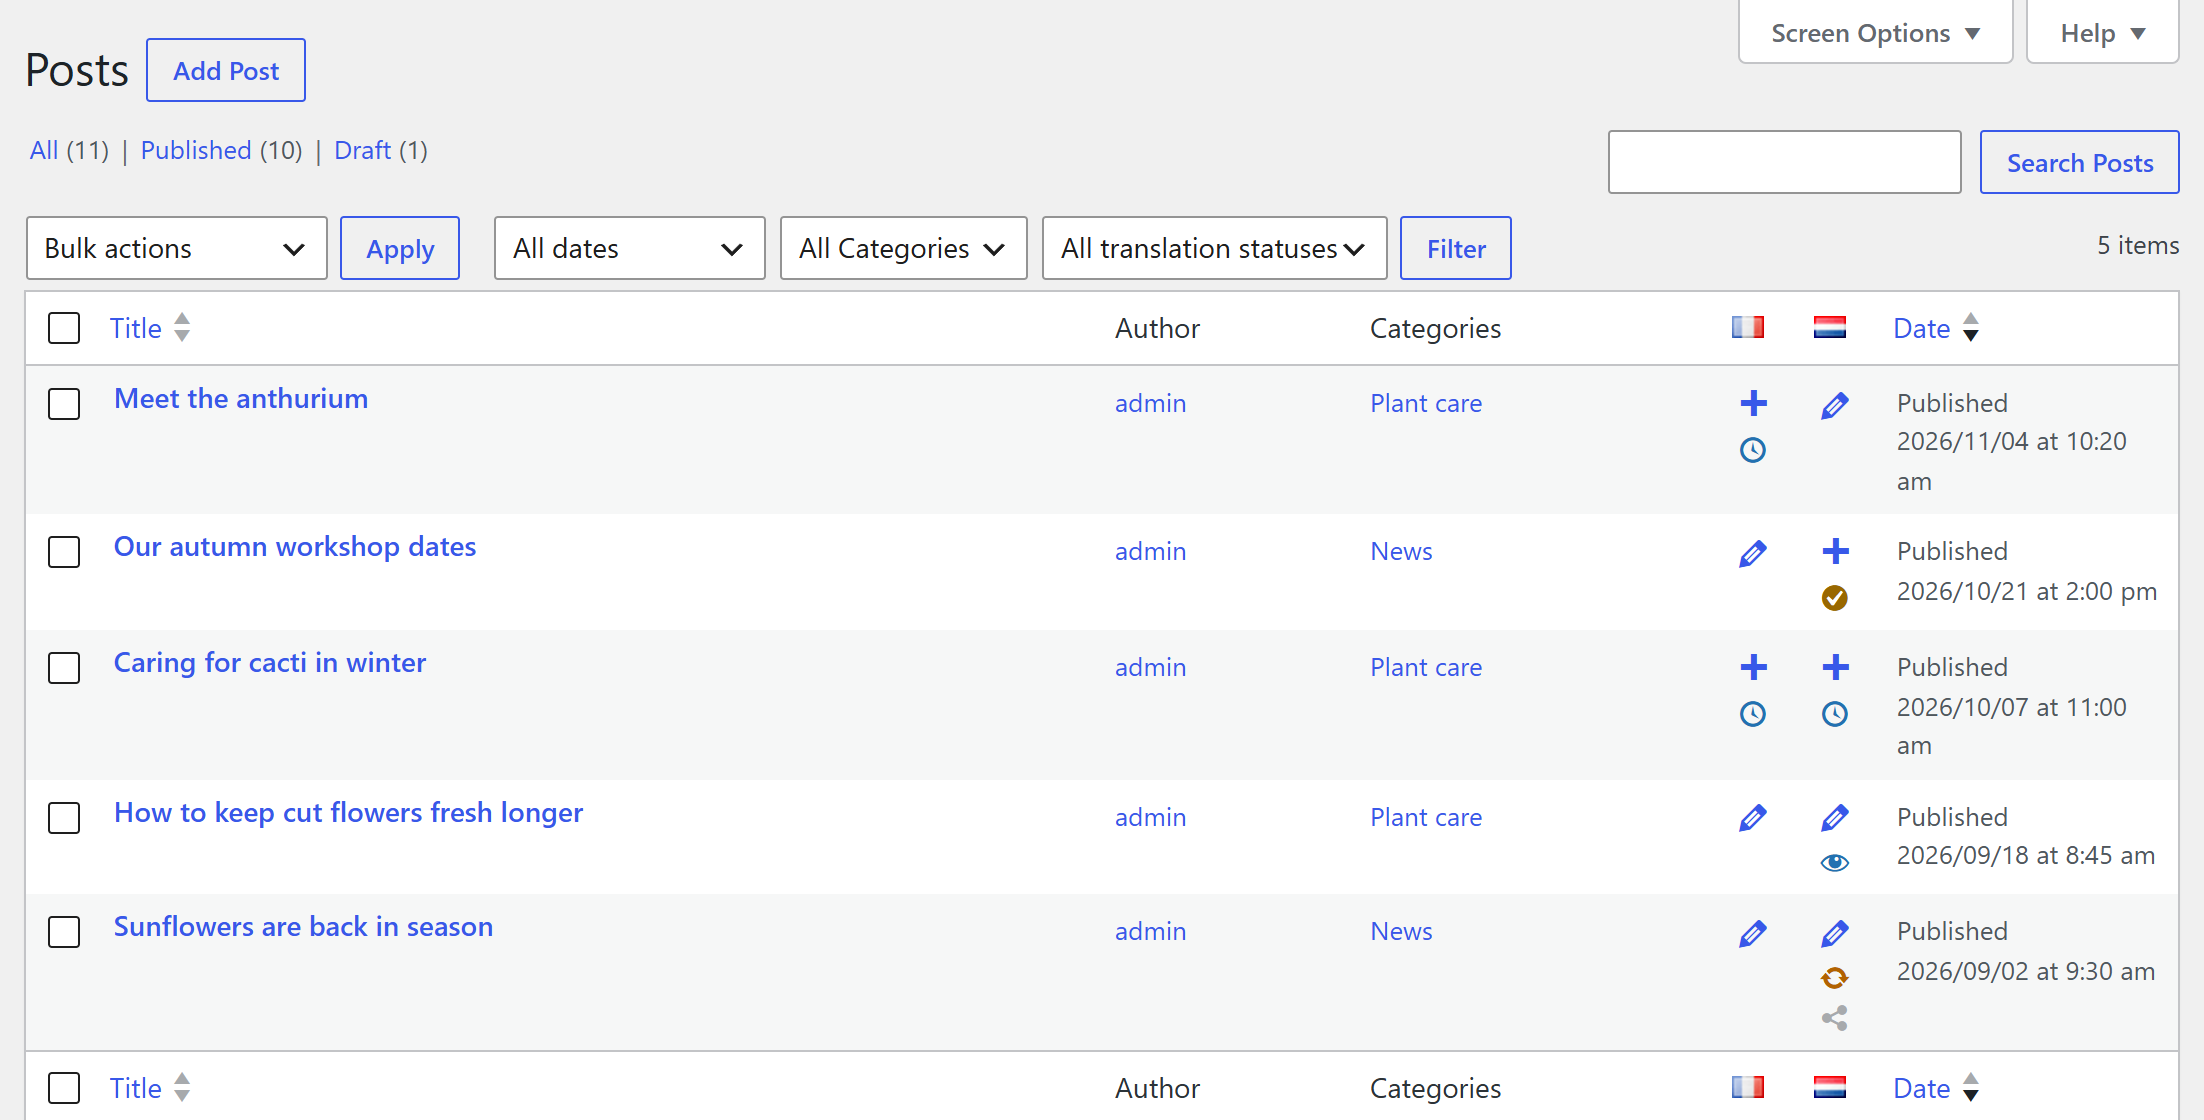 Screen Options
Help
Posts
Add Post
All (11) | Published (10) | Draft (1)
Search Posts
Bulk actions
Apply
All dates
All Categories
All translation statuses
Filter
5 items
Title
Author
Categories
Date
Meet the anthurium
admin
Plant care
Published
2026/11/04 at 10:20
am
Our autumn workshop dates
admin
News
Published
2026/10/21 at 2:00 pm
Caring for cacti in winter
admin
Plant care
Published
2026/10/07 at 11:00
am
How to keep cut flowers fresh longer
admin
Plant care
Published
2026/09/18 at 8:45 am
Sunflowers are back in season
admin
News
Published
2026/09/02 at 9:30 am
Title
Author
Categories
Date